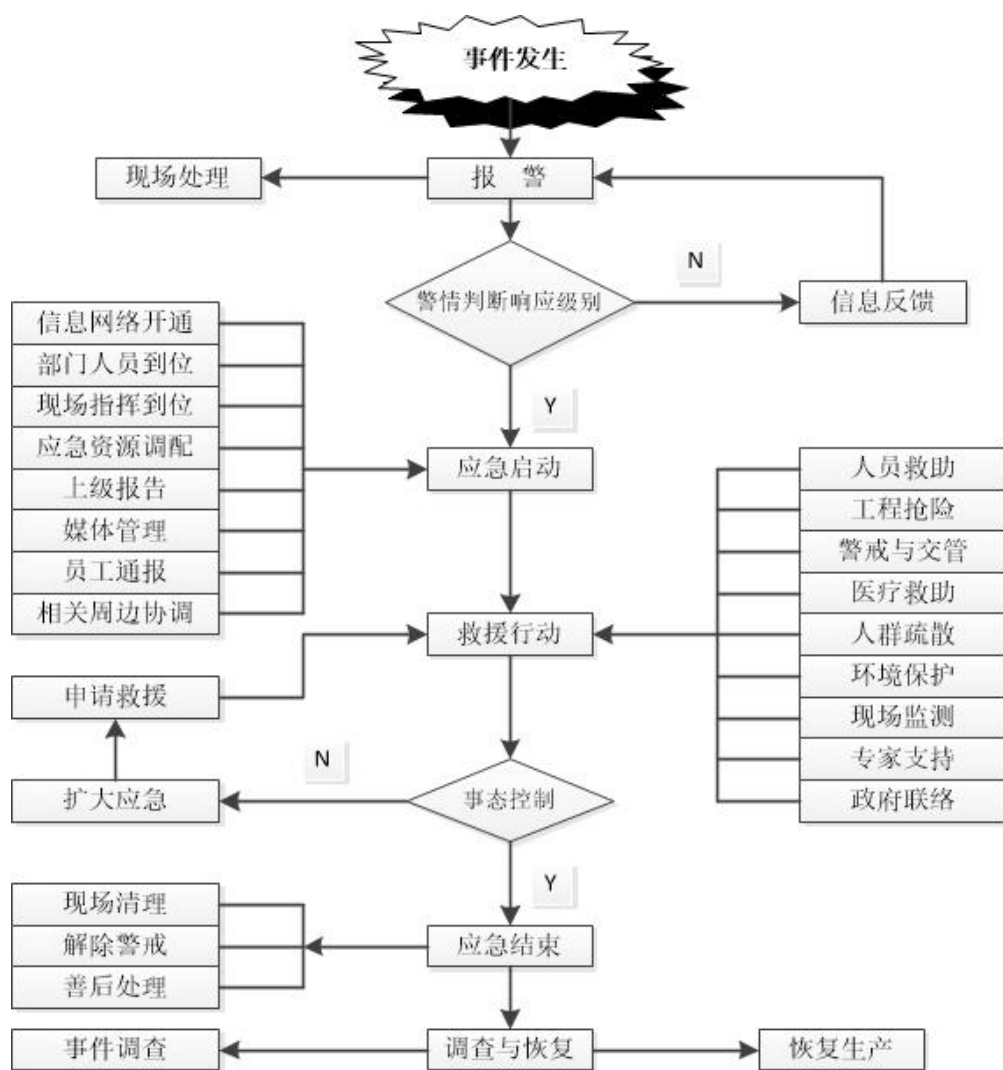 事件发生
现场处理
报 警
N
警情判断响应级别
信息反馈
信息网络开通
部门人员到位
现场指挥到位
应急资源调配
上级报告
媒体管理
员工通报
相关周边协调
Y
应急启动
人员救助
工程抢险
警戒与交管
医疗救助
人群疏散
环境保护
现场监测
专家支持
政府联络
救援行动
申请救援
N
扩大应急
事态控制
Y
现场清理
解除警戒
善后处理
应急结束
事件调查
调查与恢复
恢复生产